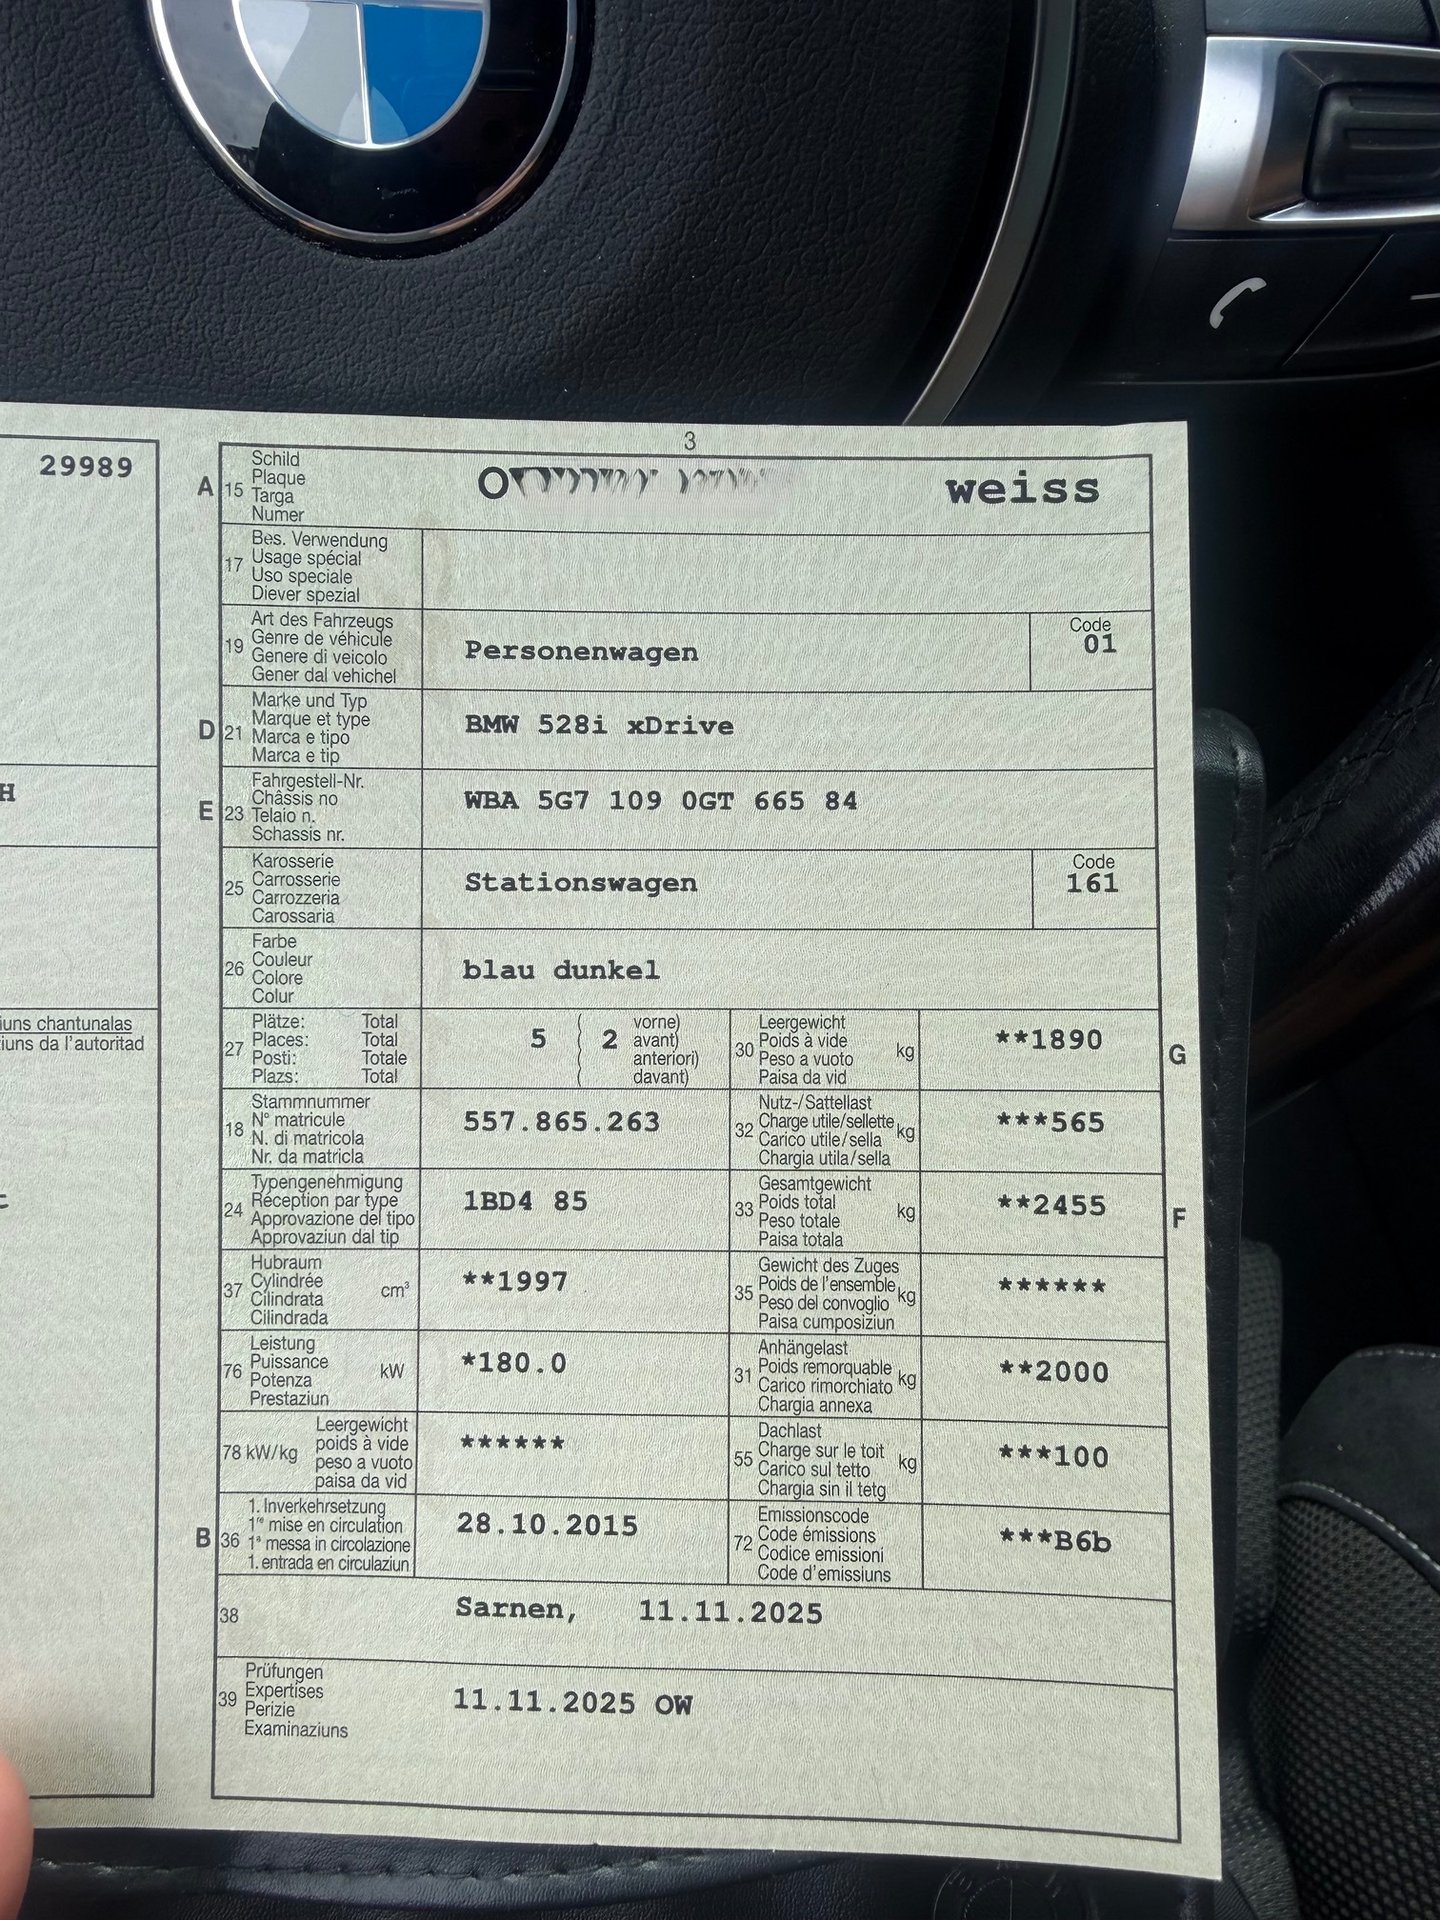 29989
H
iuns chantunalas
tiuns da l'autoritad
3
A 15 Schild
Plaque
Targa
Numer
O
weiss
17 Bes. Verwendung
Usage spécial
Uso speciale
Diever spezial
19 Art des Fahrzeugs
Genre de véhicule
Genere di veicolo
Gener dal vehichel
Personenwagen
Code
01
D 21 Marke und Typ
Marque et type
Marca e tipo
Marca e tip
BMW 528i xDrive
E 23 Fahrgestell-Nr.
Châssis no
Telaio n.
Schassis nr.
WBA 5G7 109 0GT 665 84
25 Karosserie
Carrosserie
Carrozzeria
Carossaria
Stationswagen
Code
161
26 Farbe
Couleur
Colore
Colur
blau dunkel
27 Plätze: Total
Places: Total
Posti: Totale
Plazs: Total
5 ( 2 vorne)
( avant)
( anteriori)
( davant)
30 Leergewicht
Poids à vide
Peso a vuoto kg
Paisa da vid
**1890
G
18 Stammnummer
N° matricule
N. di matricola
Nr. da matricla
557.865.263
32 Nutz-/Sattellast
Charge utile/sellette
Carico utile/sella kg
Chargia utila/sella
***565
24 Typengenehmigung
Réception par type
Approvazione del tipo
Approvaziun dal tip
1BD4 85
33 Gesamtgewicht
Poids total
Peso totale kg
Paisa totala
**2455
F
37 Hubraum
Cylindrée
Cilindrata cm³
Cilindrada
**1997
35 Gewicht des Zuges
Poids de l'ensemble
Peso del convoglio kg
Paisa cumposiziun
******
76 Leistung
Puissance
Potenza kW
Prestaziun
*180.0
31 Anhängelast
Poids remorquable
Carico rimorchiato kg
Chargia annexa
**2000
78 kW/kg Leergewicht
poids à vide
peso a vuoto
paisa da vid
******
55 Dachlast
Charge sur le toit
Carico sul tetto kg
Chargia sin il tetg
***100
B 36 1. Inverkehrsetzung
1re mise en circulation
1a messa in circolazione
1. entrada en circulaziun
28.10.2015
72 Emissionscode
Code émissions
Codice emissioni
Code d'emissiuns
***B6b
38 Sarnen, 11.11.2025
39 Prüfungen
Expertises
Perizie
Examinaziuns
11.11.2025 OW